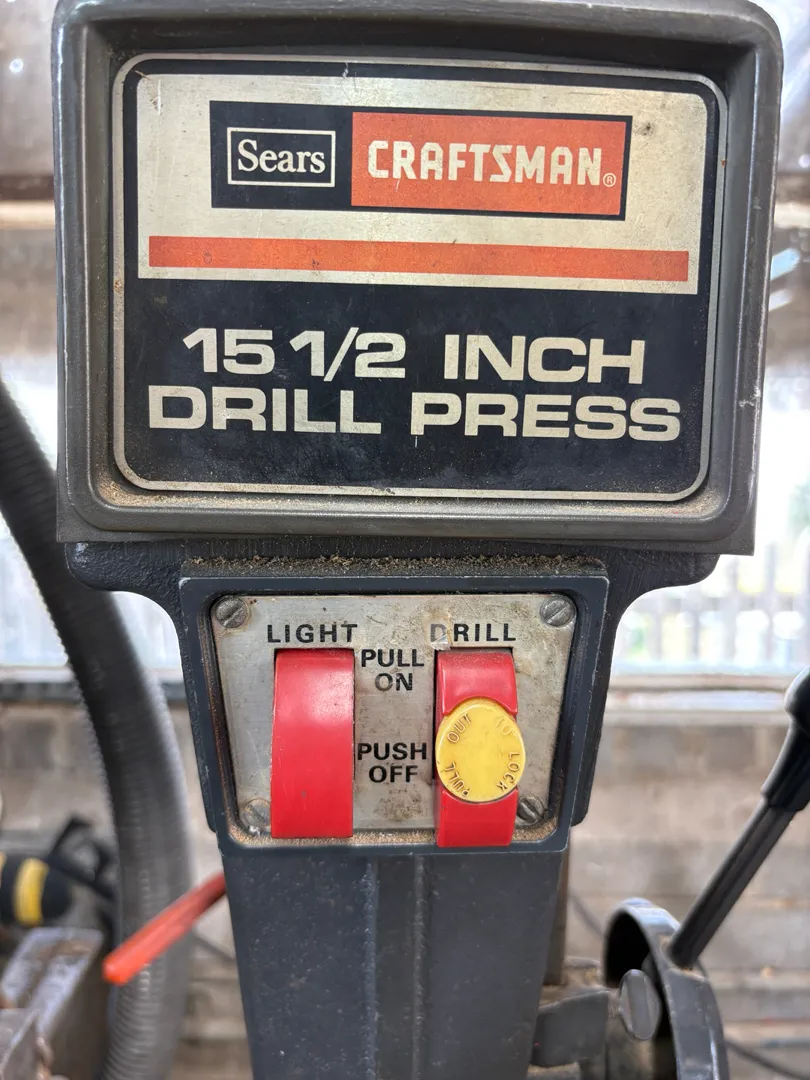 Sears CRAFTSMAN®
15 1/2 INCH
DRILL PRESS
LIGHT DRILL
PULL
ON
PUSH
OFF
PULL OUT TO LOCK